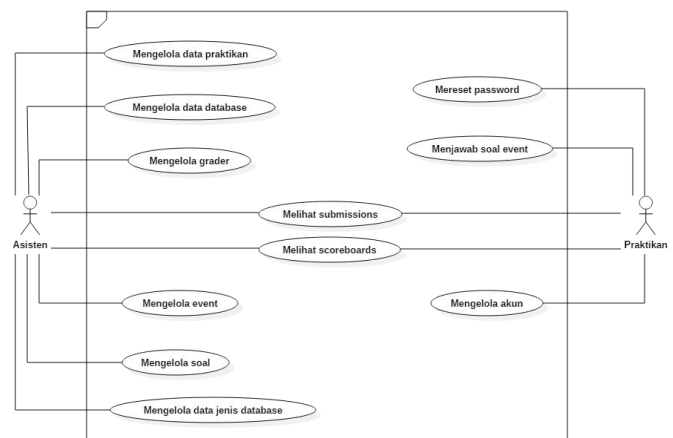 Mengelola data praktikan
Mereset password
Mengelola data database
Menjawab soal event
Mengelola grader
Melihat submissions
Asisten
Praktikan
Melihat scoreboards
Mengelola event
Mengelola akun
Mengelola soal
Mengelola data jenis database